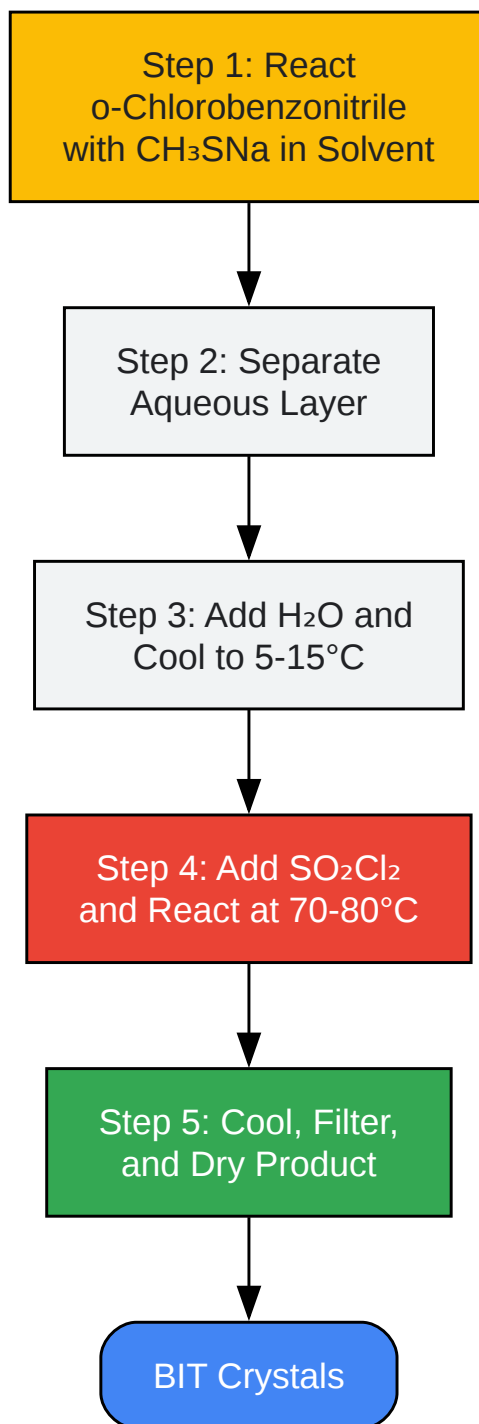 Step 1: React
o-Chlorobenzonitrile
with CH₃SNa in Solvent
Step 2: Separate
Aqueous Layer
Step 3: Add H₂O and
Cool to 5-15°C
Step 4: Add SO₂Cl₂
and React at 70-80°C
Step 5: Cool, Filter,
and Dry Product
BIT Crystals